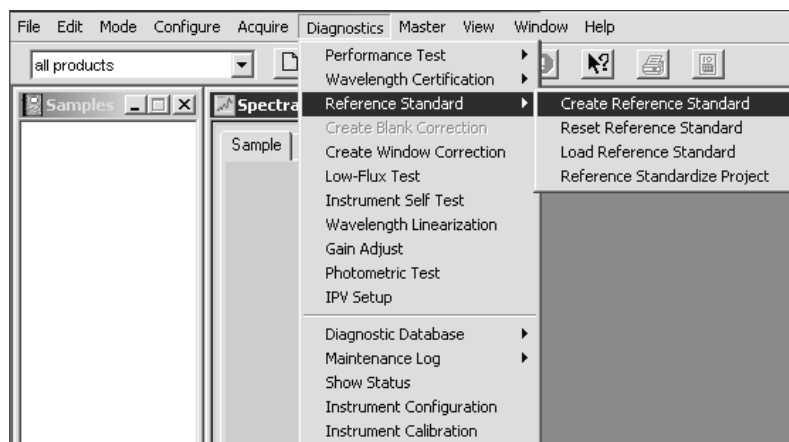 File Edit Mode Configure Acquire Diagnostics Master View Window Help
all products
Samples
Spectra
Sample
Performance Test
Wavelength Certification
Reference Standard
Create Blank Correction
Create Window Correction
Low-Flux Test
Instrument Self Test
Wavelength Linearization
Gain Adjust
Photometric Test
IPV Setup
Diagnostic Database
Maintenance Log
Show Status
Instrument Configuration
Instrument Calibration
Create Reference Standard
Reset Reference Standard
Load Reference Standard
Reference Standardize Project